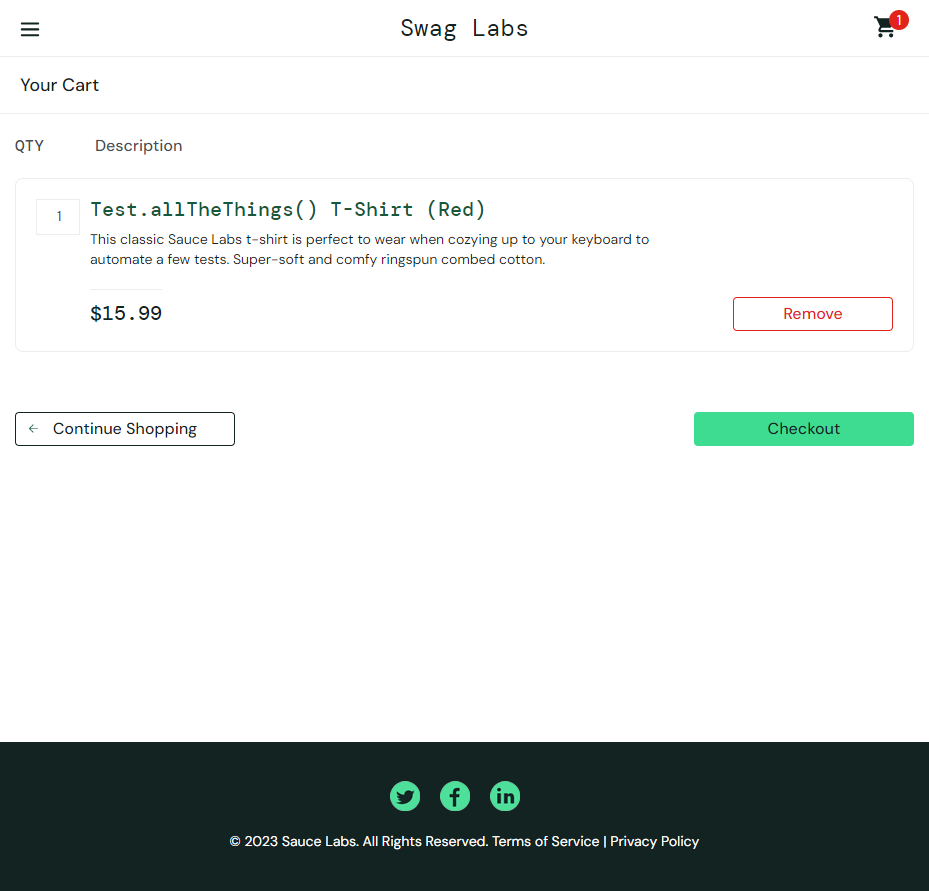 Swag Labs
1
Your Cart
QTY Description
1
Test.allTheThings() T-Shirt (Red)
This classic Sauce Labs t-shirt is perfect to wear when cozying up to your keyboard to
automate a few tests. Super-soft and comfy ringspun combed cotton.
$15.99
Remove
Continue Shopping
Checkout
© 2023 Sauce Labs. All Rights Reserved. Terms of Service | Privacy Policy